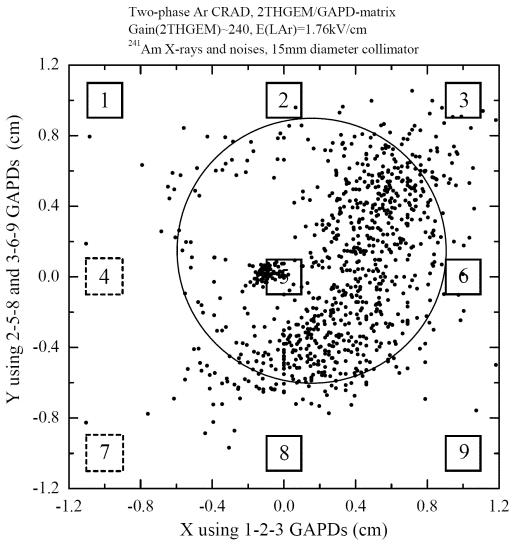 Two-phase Ar CRAD, 2THGEM/GAPD-matrix
Gain(2THGEM)~240, E(LAr)=1.76kV/cm
²⁴¹Am X-rays and noises, 15mm diameter collimator
1.2
1 2 3
0.8
0.4
0.0
4 5 6
-0.4
-0.8
7 8 9
-1.2
-1.2 -0.8 -0.4 0.0 0.4 0.8 1.2
X using 1-2-3 GAPDs (cm)
Y using 2-5-8 and 3-6-9 GAPDs (cm)